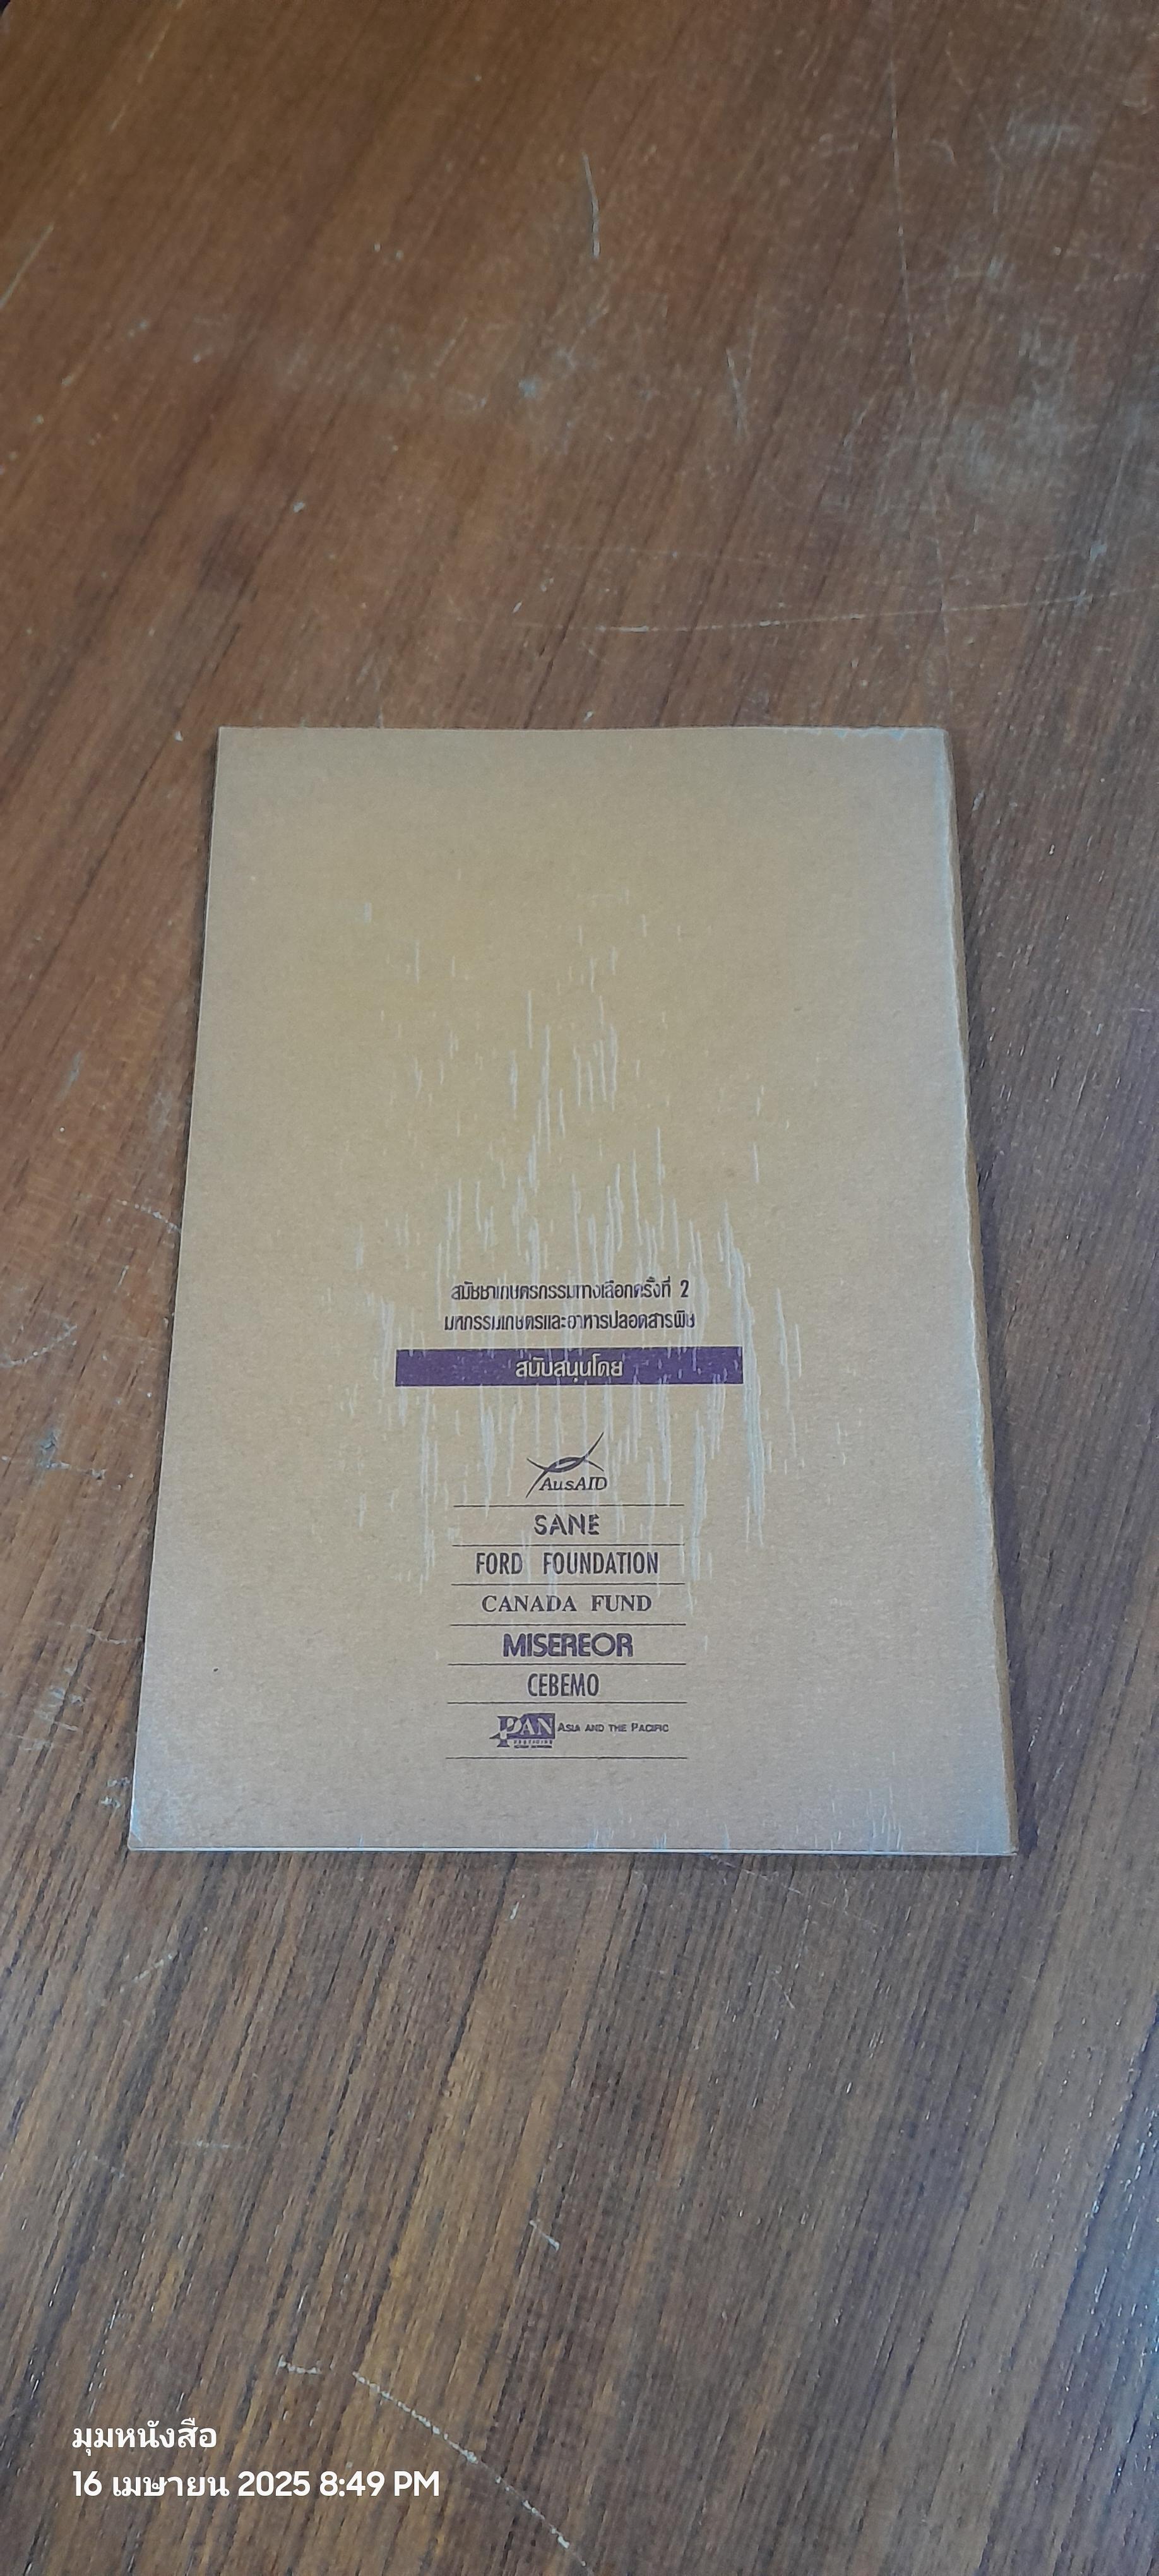 สมัชชาเกษตรกรรมทางเลือกครั้งที่ 2
มหกรรมเกษตรและอาหารปลอดสารพิษ
สนับสนุนโดย
AusAID
SANE
FORD FOUNDATION
CANADA FUND
MISEREOR
CEBEMO
PAN ASIA AND THE PACIFIC
มุมหนังสือ
16 เมษายน 2025 8:49 PM